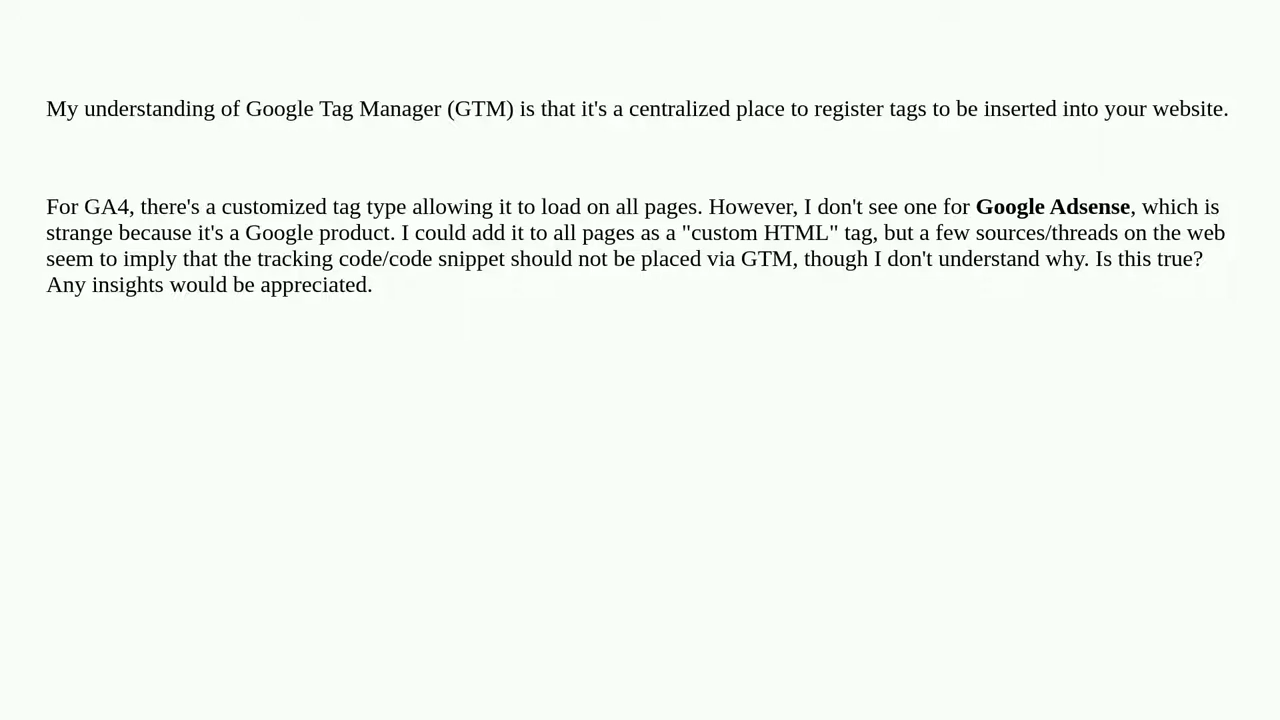 My understanding of Google Tag Manager (GTM) is that it's a centralized place to register tags to be inserted into your website.
For GA4, there's a customized tag type allowing it to load on all pages. However, I don't see one for Google Adsense, which is
strange because it's a Google product. I could add it to all pages as a "custom HTML" tag, but a few sources/threads on the web
seem to imply that the tracking code/code snippet should not be placed via GTM, though I don't understand why. Is this true?
Any insights would be appreciated.